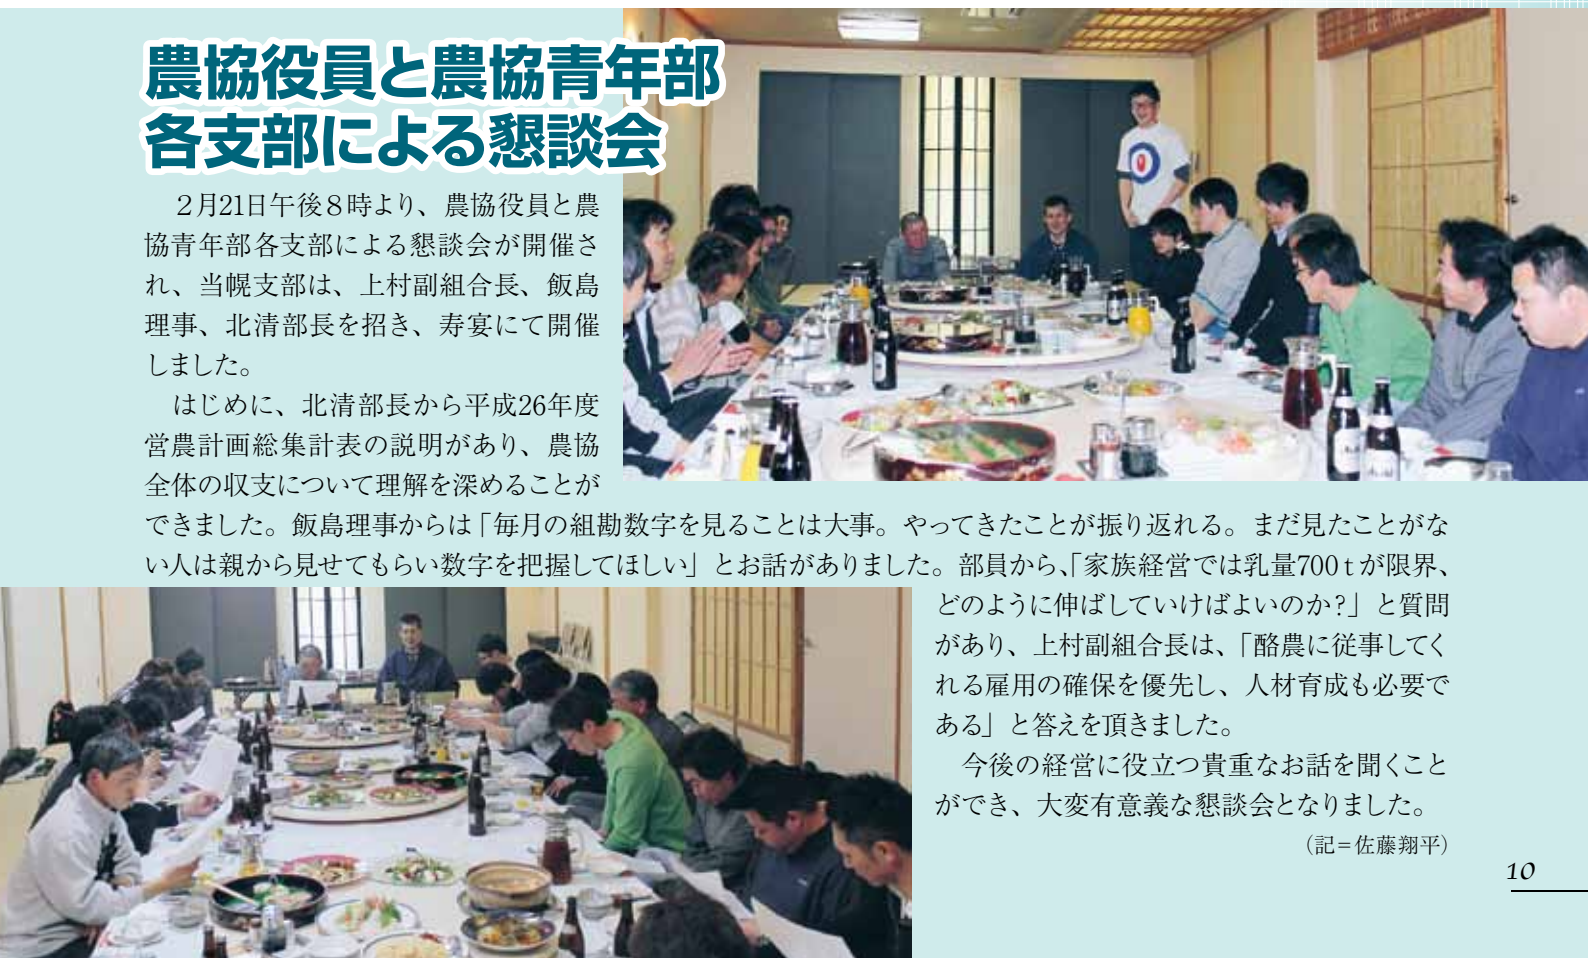 農協役員と農協青年部
各支部による懇談会
　２月21日午後８時より、農協役員と農
協青年部各支部による懇談会が開催さ
れ、当幌支部は、上村副組合長、飯島
理事、北清部長を招き、寿宴にて開催
しました。
　はじめに、北清部長から平成26年度
営農計画総集計表の説明があり、農協
全体の収支について理解を深めることが
できました。飯島理事からは「毎月の組勘数字を見ることは大事。やってきたことが振り返れる。まだ見たことがな
い人は親から見せてもらい数字を把握してほしい」とお話がありました。部員から、「家族経営では乳量700ｔが限界、
どのように伸ばしていけばよいのか？」と質問
があり、上村副組合長は、「酪農に従事してく
れる雇用の確保を優先し、人材育成も必要で
ある」と答えを頂きました。
　今後の経営に役立つ貴重なお話を聞くこと
ができ、大変有意義な懇談会となりました。
（記＝佐藤翔平）
10